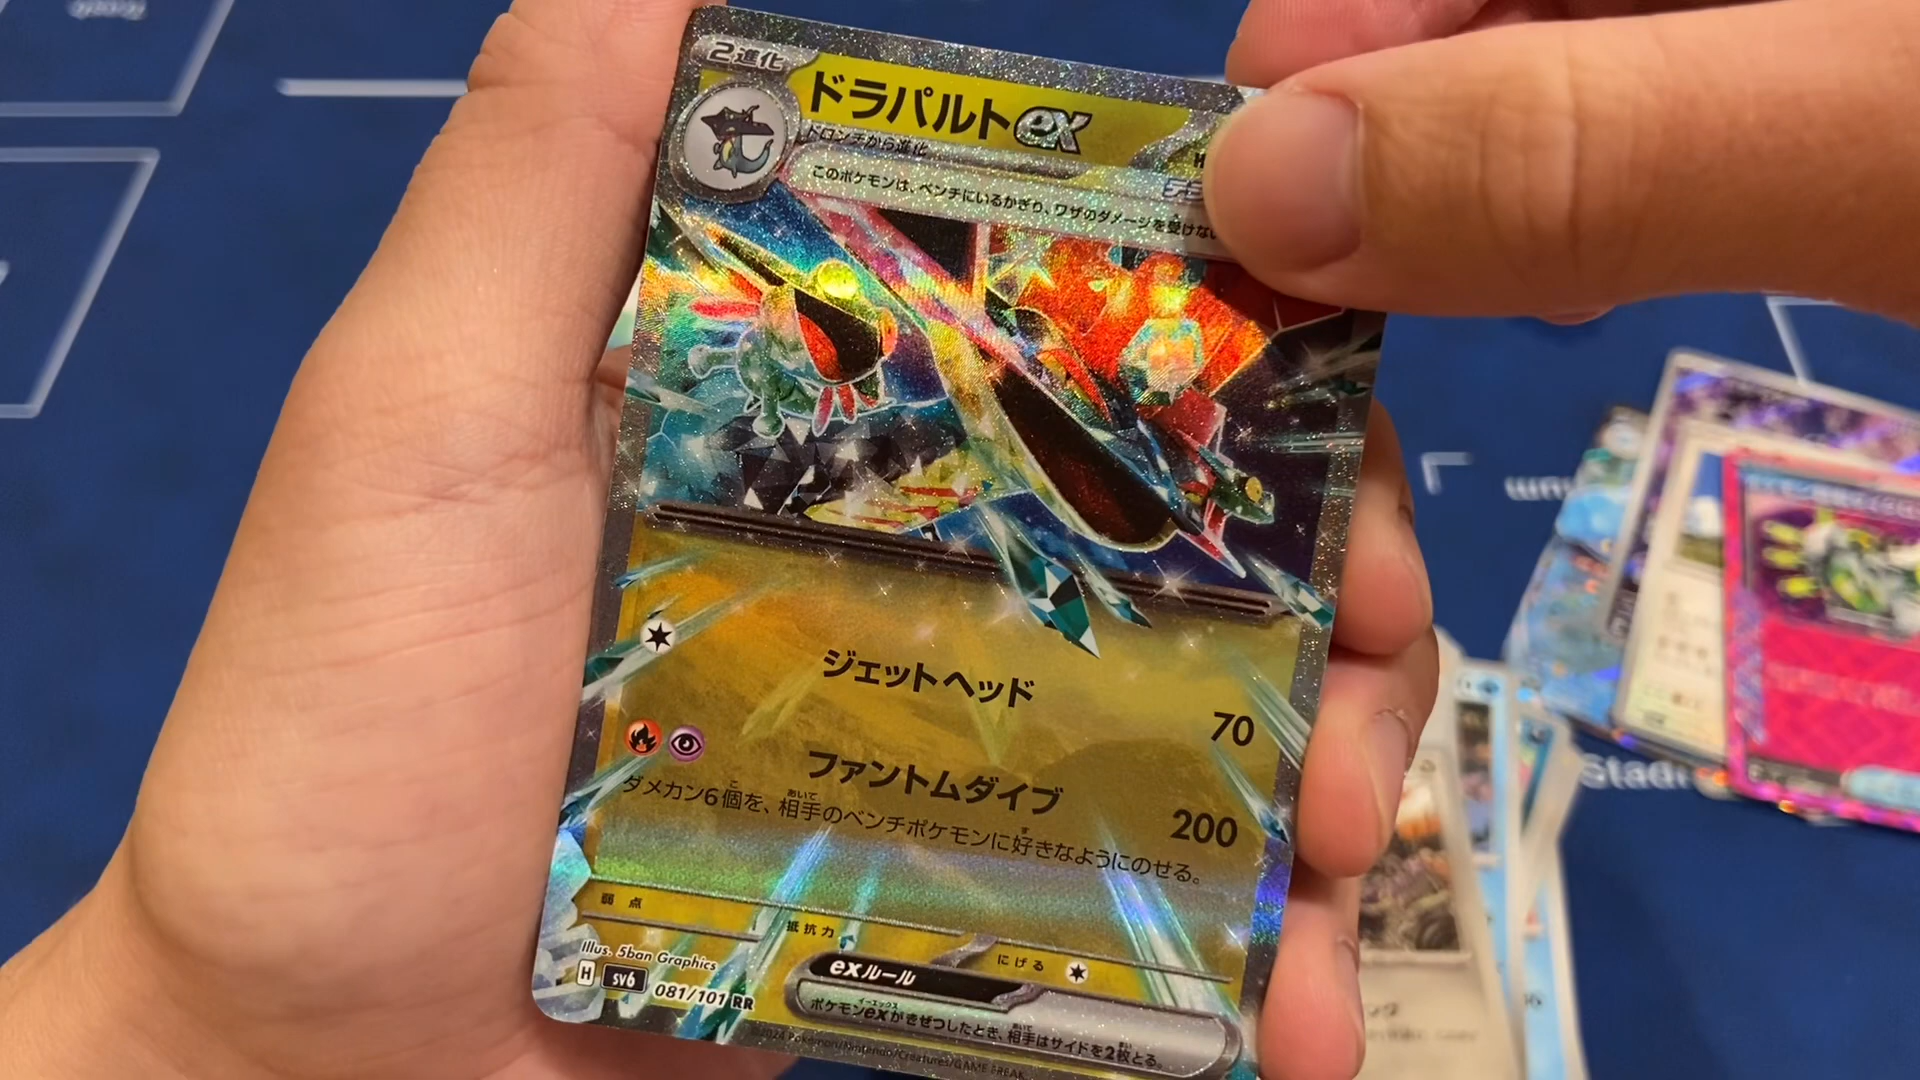 2進化
ドラパルトex
ドロンチから進化
このポケモンは、ベンチにいるかぎり、ワザのダメージを受けな
ジェットヘッド
70
ファントムダイブ
200
ダメカン6個を、相手のベンチポケモンに好きなようにのせる。
弱点
抵抗力
にげる
Illus. 5ban Graphics
H SV6 081/101 RR
exルール
ポケモンexがきぜつしたとき、相手はサイドを2枚とる。
2024 Pokémon/Nintendo/Creatures/GAME FREAK